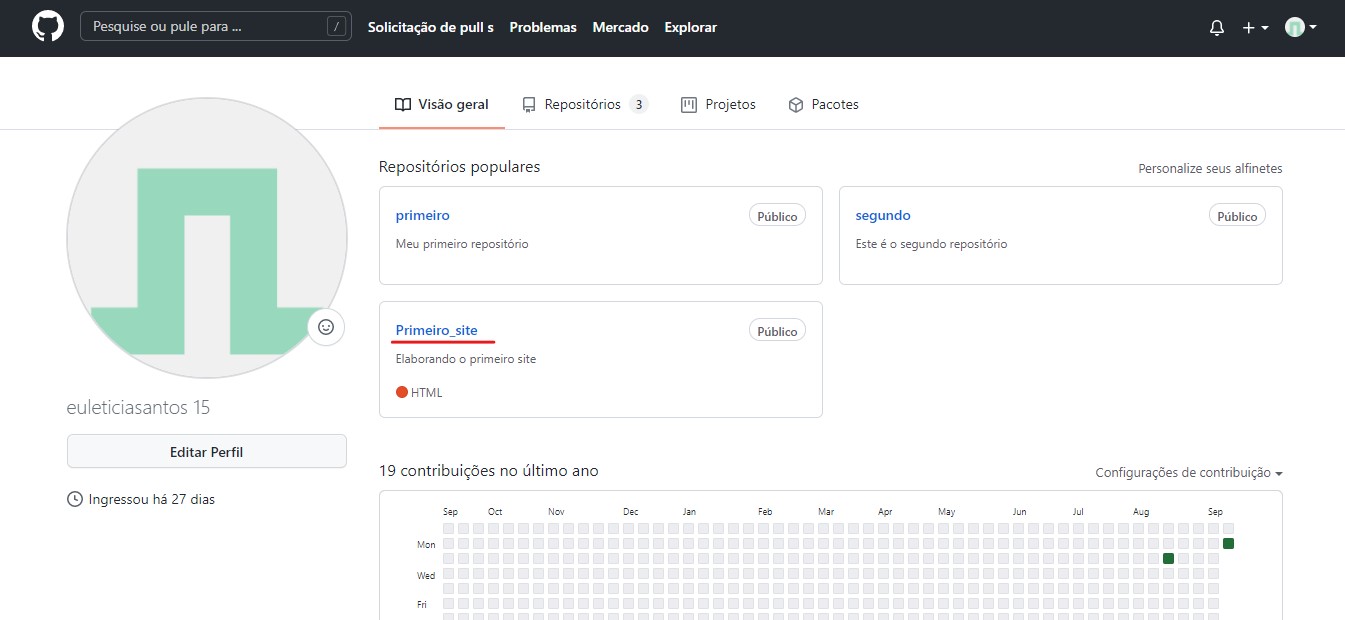 Pesquise ou pule para ... / Solicitação de pull s Problemas Mercado Explorar
Visão geral Repositórios 3 Projetos Pacotes
Repositórios populares Personalize seus alfinetes
primeiro Público
Meu primeiro repositório
segundo Público
Este é o segundo repositório
Primeiro_site Público
Elaborando o primeiro site
HTML
euleticiasantos 15
Editar Perfil
Ingressou há 27 dias
19 contribuições no último ano Configurações de contribuição
Sep Oct Nov Dec Jan Feb Mar Apr May Jun Jul Aug Sep
Mon
Wed
Fri